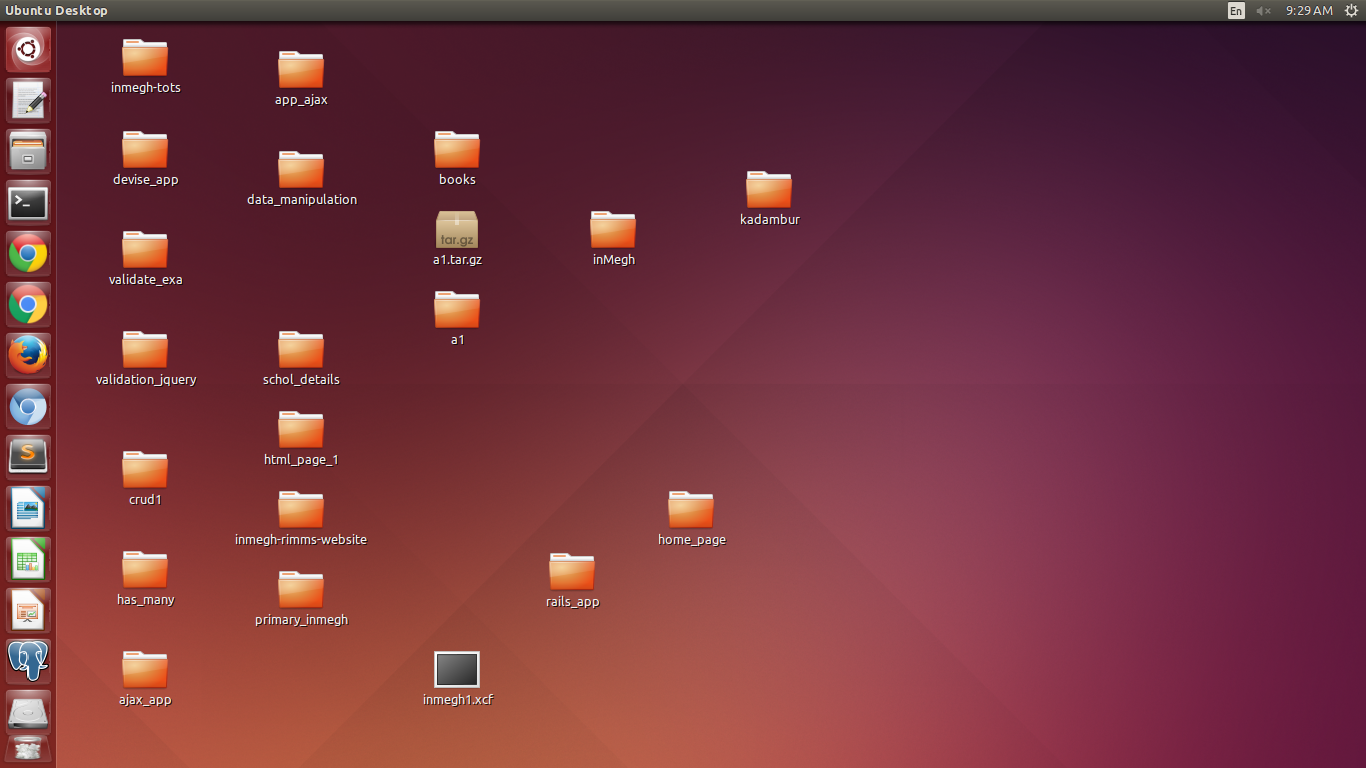 Ubuntu Desktop
En
9:29 AM
inmegh-tots
app_ajax
devise_app
data_manipulation
books
kadambur
validate_exa
tar.gz
a1.tar.gz
inMegh
a1
validation_jquery
schol_details
html_page_1
crud1
inmegh-rimms-website
home_page
has_many
primary_inmegh
rails_app
ajax_app
inmegh1.xcf